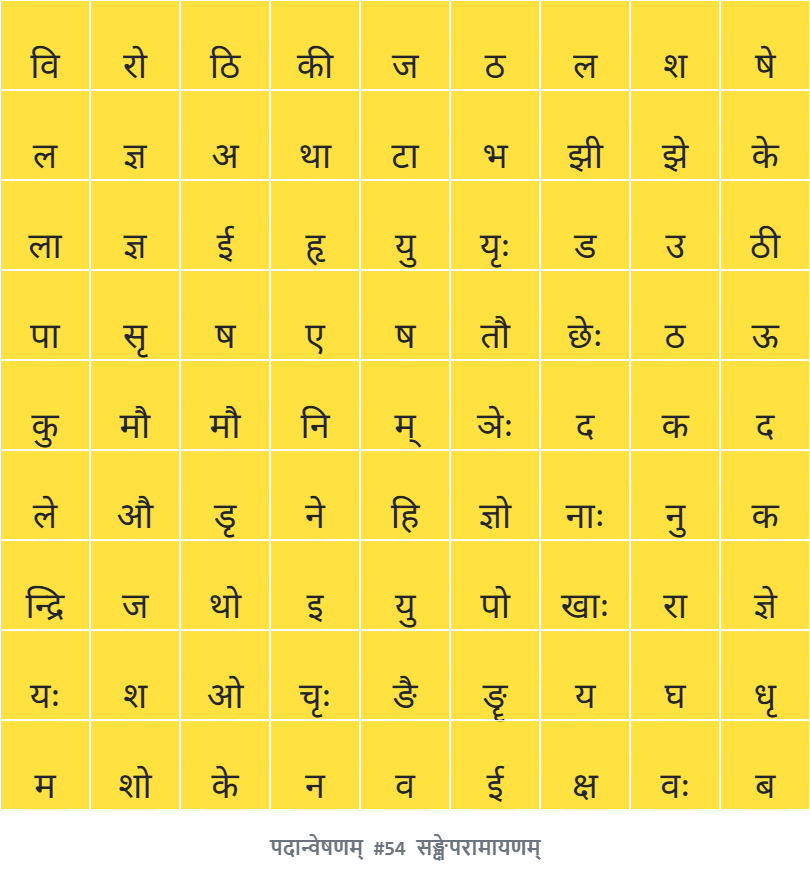 वि रो ठि की ज ठ ल श षे
ल ज्ञ अ था टा भ झी झे के
ला ज्ञ ई हृ यु यृः ड उ ठी
पा सृ ष ए ष तौ छेः ठ ऊ
कु मौ मौ नि म् ञेः द क द
ले औ डृ ने हि ज्ञो नाः नु क
न्द्रि ज थो इ यु पो खाः रा ज्ञे
यः श ओ चृः ङै ङॄ य घ धृ
म शो के न व ई क्ष वः ब
पदान्वेषणम् #54 सङ्क्षेपरामायणम्